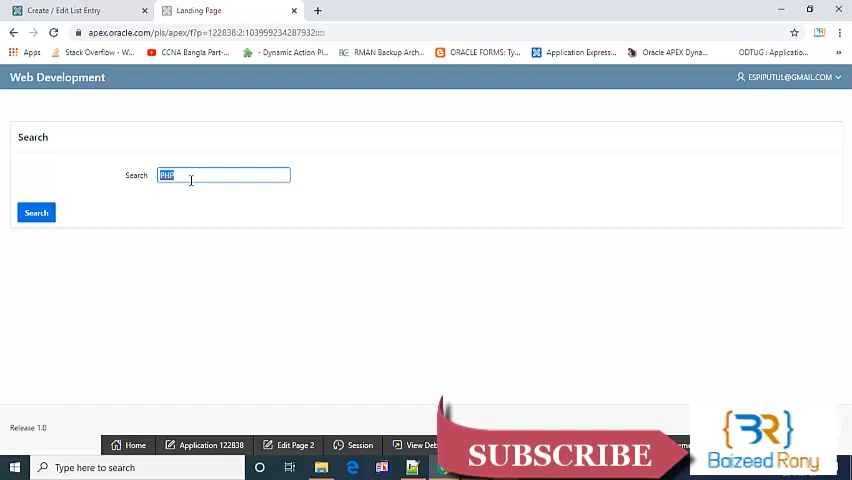 Create / Edit List Entry
Landing Page
apex.oracle.com/pls/apex/f?p=122838:2:103999234287932:::::
Apps Stack Overflow - W... CCNA Bangla Part-... - Dynamic Action Pl... RMAN Backup Arch... ORACLE FORMS: Ty... Application Express... Oracle APEX Dyna... ODTUG : Applicatio...
Web Development
ESPIPUTUL@GMAIL.COM
Search
Search PHP
Search
Release 1.0
Home Application 122838 Edit Page 2 Session View Deb
SUBSCRIBE
BR
Baizeed Rony
Type here to search